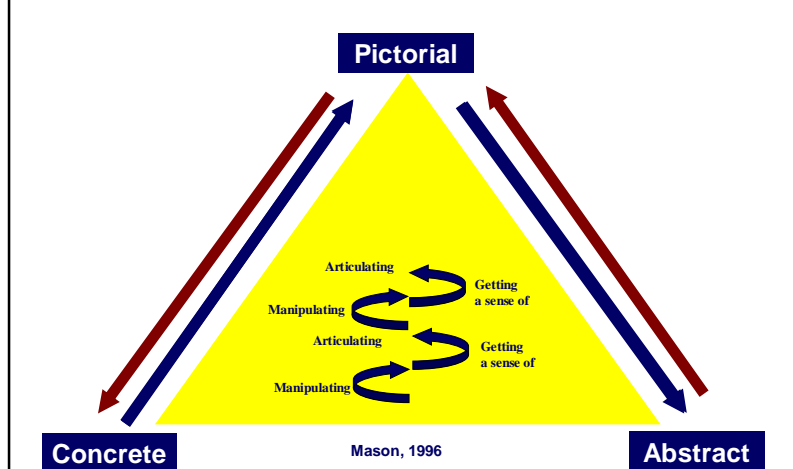 Pictorial
Articulating
Getting
a sense of
Manipulating
Articulating
Getting
a sense of
Manipulating
Concrete
Mason, 1996
Abstract